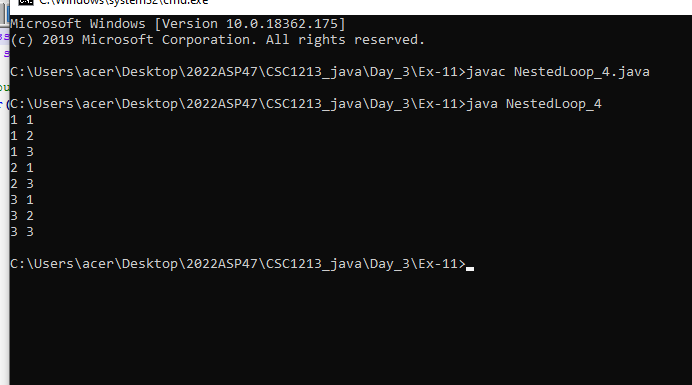 C:\Windows\system32\cmd.exe
Microsoft Windows [Version 10.0.18362.175]
(c) 2019 Microsoft Corporation. All rights reserved.
C:\Users\acer\Desktop\2022ASP47\CSC1213_java\Day_3\Ex-11>javac NestedLoop_4.java
C:\Users\acer\Desktop\2022ASP47\CSC1213_java\Day_3\Ex-11>java NestedLoop_4
1 1
1 2
1 3
2 1
2 3
3 1
3 2
3 3
C:\Users\acer\Desktop\2022ASP47\CSC1213_java\Day_3\Ex-11>